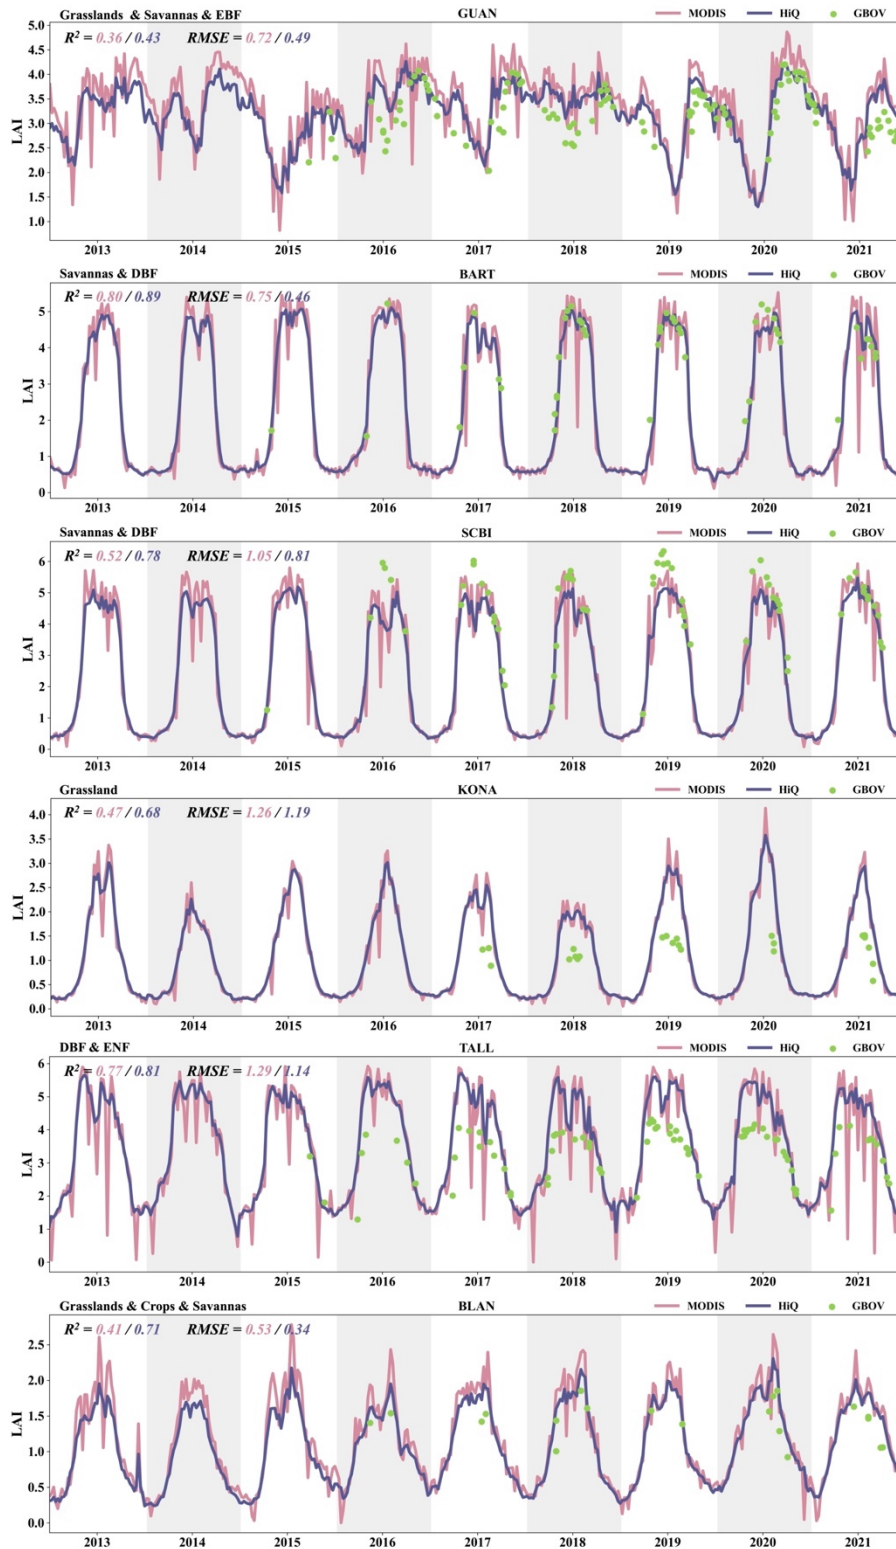 Grasslands & Savannas & EBF GUAN MODIS HiQ GBOV
5.0
R² = 0.36 / 0.43 RMSE = 0.72 / 0.49
4.5
4.0
3.5
3.0
2.5
2.0
1.5
1.0
LAI
2013 2014 2015 2016 2017 2018 2019 2020 2021
Savannas & DBF BART MODIS HiQ GBOV
R² = 0.80 / 0.89 RMSE = 0.75 / 0.46
5
4
3
2
1
0
LAI
2013 2014 2015 2016 2017 2018 2019 2020 2021
Savannas & DBF SCBI MODIS HiQ GBOV
R² = 0.52 / 0.78 RMSE = 1.05 / 0.81
6
5
4
3
2
1
0
LAI
2013 2014 2015 2016 2017 2018 2019 2020 2021
Grassland KONA MODIS HiQ GBOV
R² = 0.47 / 0.68 RMSE = 1.26 / 1.19
4.0
3.5
3.0
2.5
2.0
1.5
1.0
0.5
0.0
LAI
2013 2014 2015 2016 2017 2018 2019 2020 2021
DBF & ENF TALL MODIS HiQ GBOV
6
R² = 0.77 / 0.81 RMSE = 1.29 / 1.14
5
4
3
2
1
0
LAI
2013 2014 2015 2016 2017 2018 2019 2020 2021
Grasslands & Crops & Savannas BLAN MODIS HiQ GBOV
R² = 0.41 / 0.71 RMSE = 0.53 / 0.34
2.5
2.0
1.5
1.0
0.5
0.0
LAI
2013 2014 2015 2016 2017 2018 2019 2020 2021